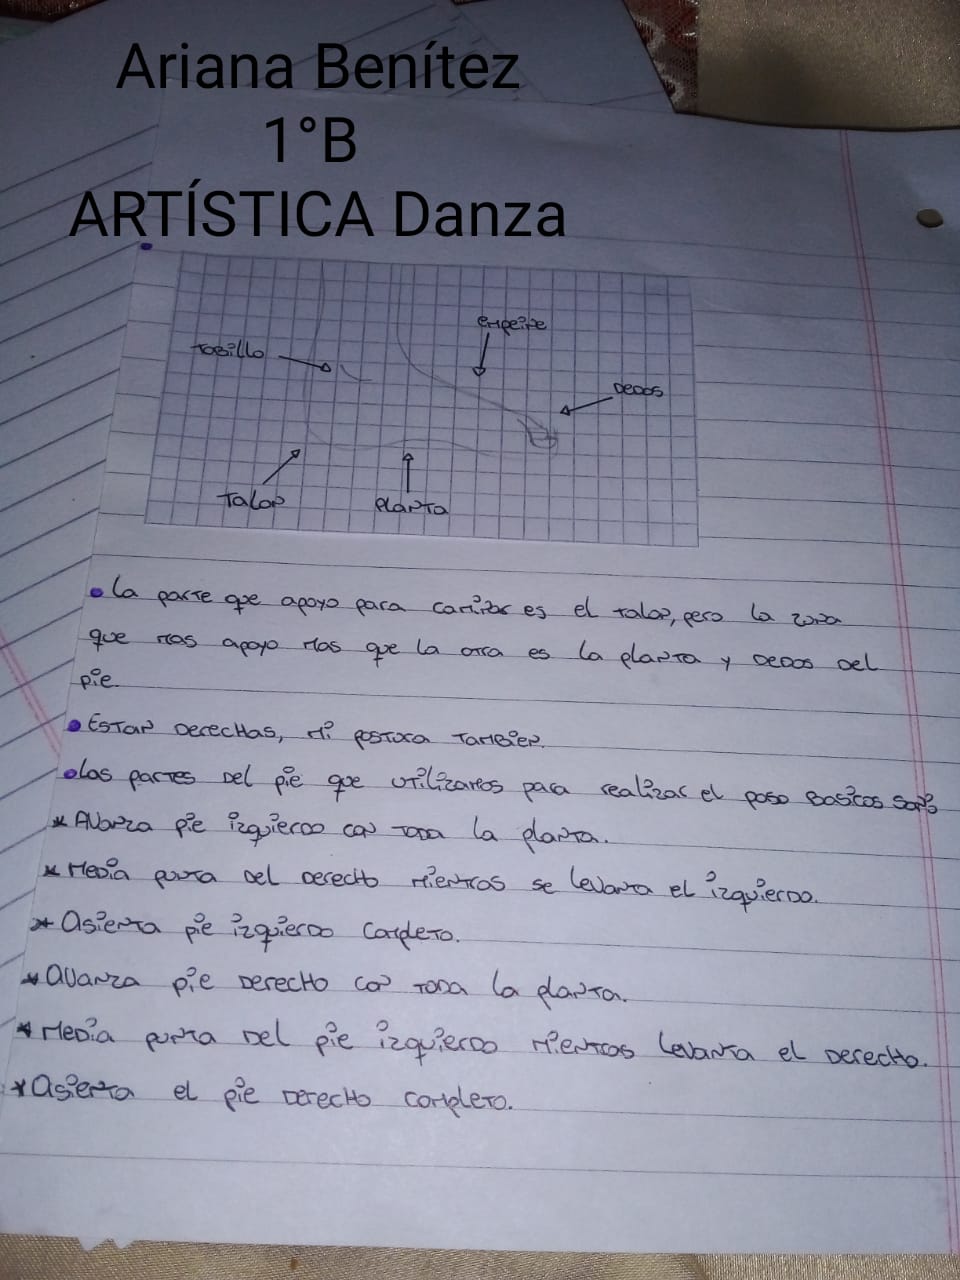 Ariana Benítez
1°B
ARTÍSTICA Danza
empeine
tobillo
DEDOS
talon
planta
• La parte que apoyo para caminar es el talon, pero la zona
que mas apoyo mas que la otra es la planta y DEDOS DEL
pie.
• ESTAN DERECHAS, Mi postura TAMBIEN.
• Las partes DEL pie que utilizamos para realizar el paso BASICOS SON:
* AVANZA pie izquierdo con TODA la planta.
* MEDIA punta DEL DERECHO MIENTRAS se levanta el izquierdo.
* Asienta pie izquierdo completo.
* AVANZA pie DERECHO con TODA la planta.
* MEDIA punta DEL pie izquierdo MIENTRAS levanta el DERECHO.
* Asienta el pie DERECHO completo.